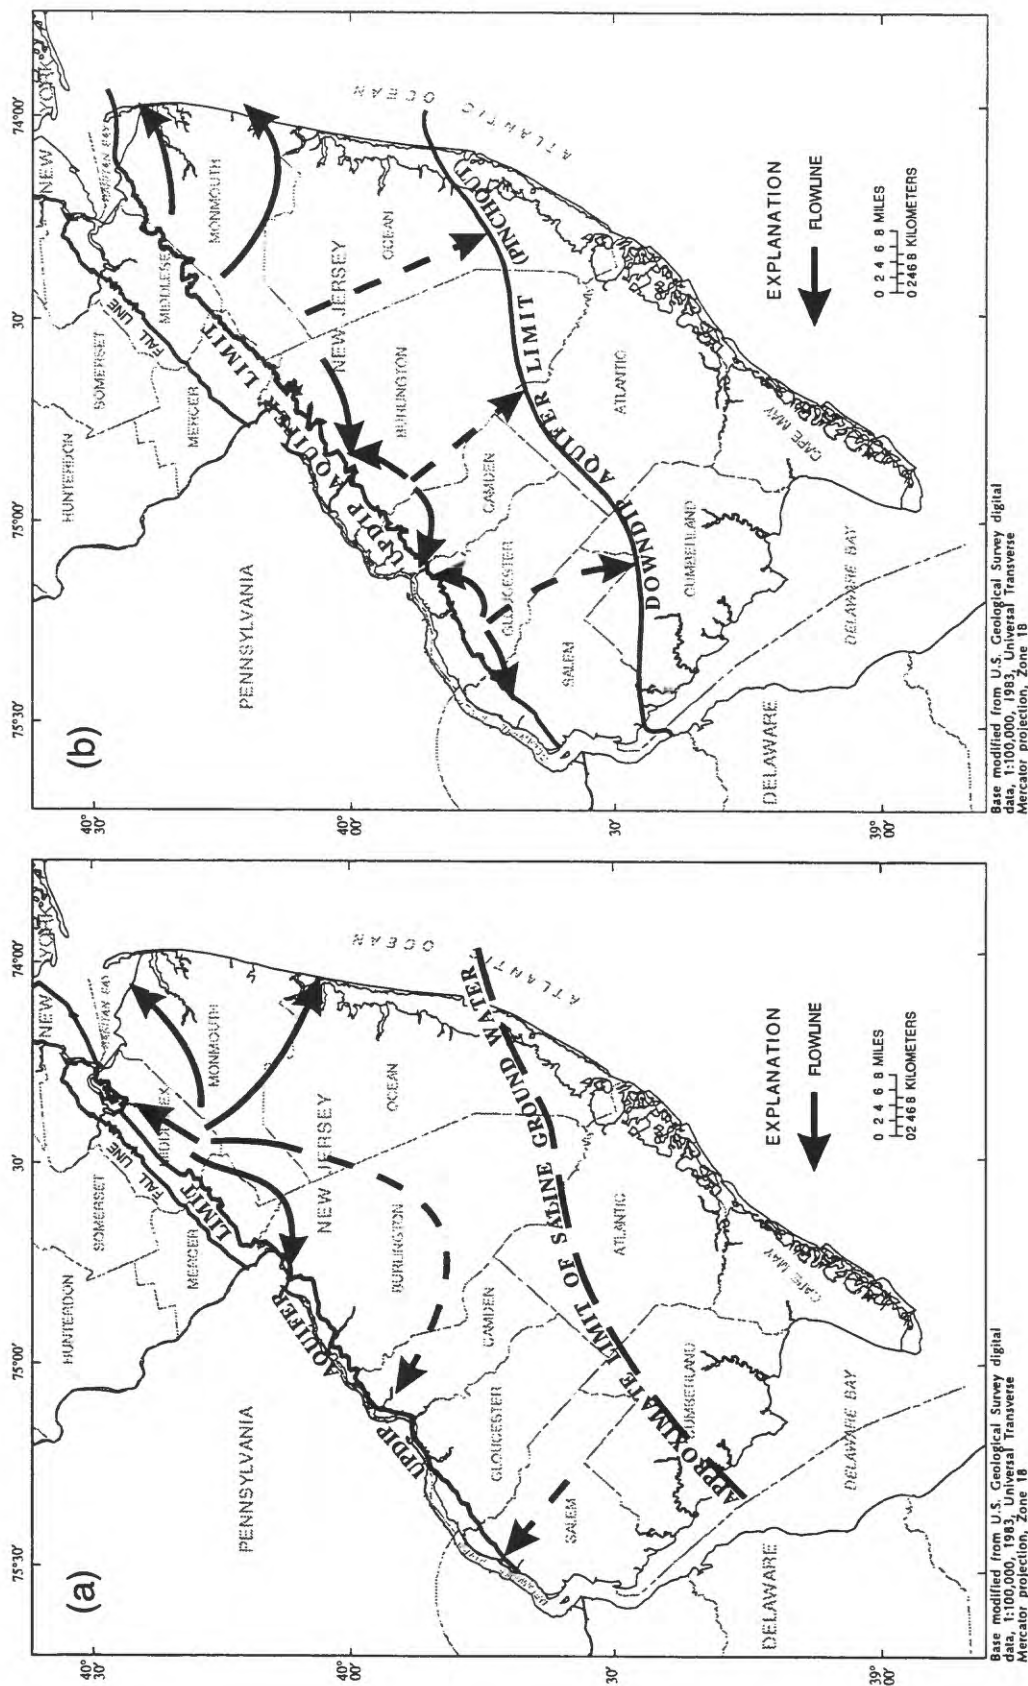 (a)
75°30'
75°00'
30'
74°00'
40°
30'
40°
00'
30'
39°
00'
NEW
YORK
RARITAN BAY
HUNTERDON
SOMERSET
FALL LINE
MIDDLESEX
MERCER
MONMOUTH
PENNSYLVANIA
NEW JERSEY
OCEAN
BURLINGTON
CAMDEN
GLOUCESTER
SALEM
ATLANTIC
CUMBERLAND
CAPE MAY
DELAWARE
DELAWARE BAY
ATLANTIC OCEAN
UPDIP AQUIFER LIMIT
APPROXIMATE LIMIT OF SALINE GROUND WATER
EXPLANATION
FLOWLINE
0 2 4 6 8 MILES
0 2 4 6 8 KILOMETERS
Base modified from U.S. Geological Survey digital
data, 1:100,000, 1983, Universal Transverse
Mercator projection, Zone 18
(b)
75°30'
75°00'
30'
74°00'
40°
30'
40°
00'
30'
39°
00'
NEW
YORK
RARITAN BAY
HUNTERDON
SOMERSET
FALL LINE
MIDDLESEX
MERCER
MONMOUTH
PENNSYLVANIA
NEW JERSEY
OCEAN
BURLINGTON
CAMDEN
GLOUCESTER
SALEM
ATLANTIC
CUMBERLAND
CAPE MAY
DELAWARE
DELAWARE BAY
ATLANTIC OCEAN
UPDIP AQUIFER LIMIT
DOWNDIP AQUIFER LIMIT (PINCHOUT)
EXPLANATION
FLOWLINE
0 2 4 6 8 MILES
0 2 4 6 8 KILOMETERS
Base modified from U.S. Geological Survey digital
data, 1:100,000, 1983, Universal Transverse
Mercator projection, Zone 18